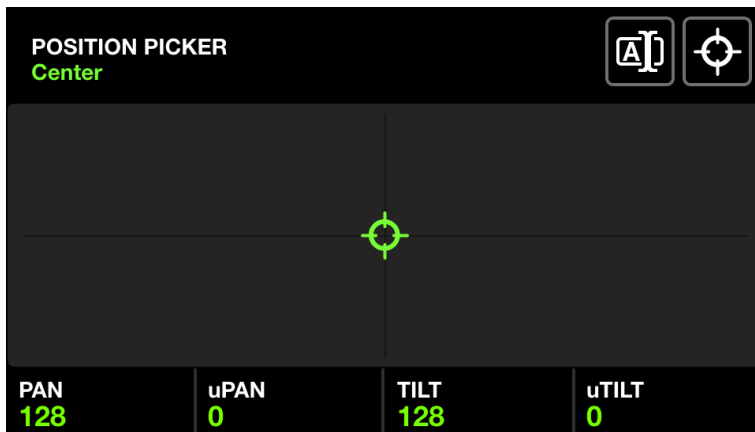 POSITION PICKER
Center
A
PAN
128
uPAN
0
TILT
128
uTILT
0